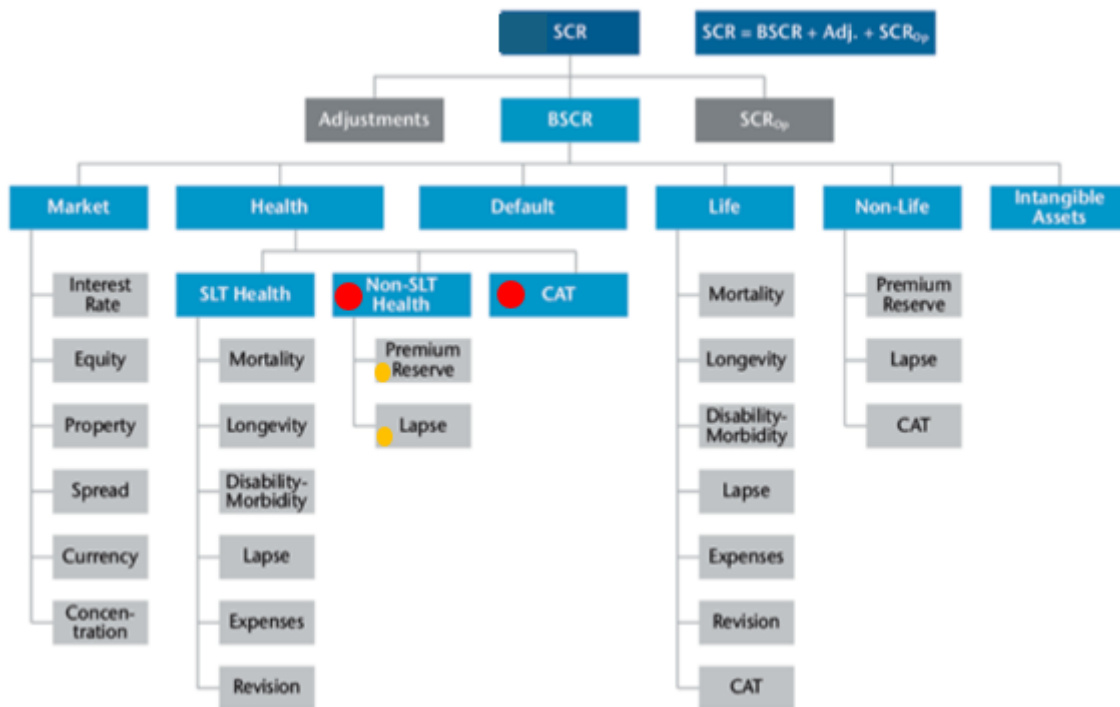 SCR
SCR = BSCR + Adj. + SCROp
Adjustments
BSCR
SCROp
Market
Health
Default
Life
Non-Life
Intangible
Assets
SLT Health
Non-SLT
Health
CAT
Interest
Rate
Equity
Property
Spread
Currency
Concen-
tration
Mortality
Longevity
Disability-
Morbidity
Lapse
Expenses
Revision
Premium
Reserve
Lapse
Mortality
Longevity
Disability-
Morbidity
Lapse
Expenses
Revision
CAT
Premium
Reserve
Lapse
CAT